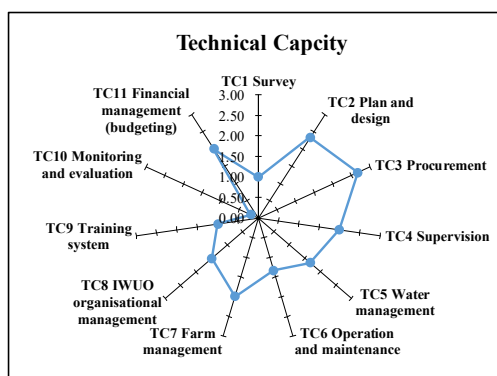 Technical Capcity
TC1 Survey
TC2 Plan and
design
TC3 Procurement
TC4 Supervision
TC5 Water
management
TC6 Operation
and maintenance
TC7 Farm
management
TC8 IWUO
organisational
management
TC9 Training
system
TC10 Monitoring
and evaluation
TC11 Financial
management
(budgeting)
3.00
2.50
2.00
1.50
1.00
0.50
0.00